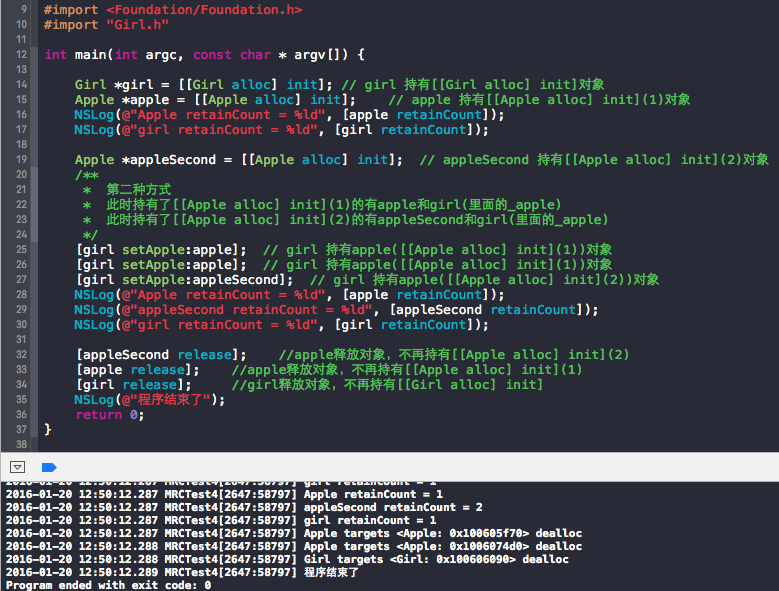 9 #import <Foundation/Foundation.h>
10 #import "Girl.h"
11
12 int main(int argc, const char * argv[]) {
13
14 Girl *girl = [[Girl alloc] init]; // girl 持有[[Girl alloc] init]对象
15 Apple *apple = [[Apple alloc] init]; // apple 持有[[Apple alloc] init](1)对象
16 NSLog(@"Apple retainCount = %ld", [apple retainCount]);
17 NSLog(@"girl retainCount = %ld", [girl retainCount]);
18
19 Apple *appleSecond = [[Apple alloc] init]; // appleSecond 持有[[Apple alloc] init](2)对象
20 /**
21 * 第二种方式
22 * 此时持有了[[Apple alloc] init](1)的有apple和girl(里面的_apple)
23 * 此时持有了[[Apple alloc] init](2)的有appleSecond和girl(里面的_apple)
24 */
25 [girl setApple:apple]; // girl 持有apple([[Apple alloc] init](1))对象
26 [girl setApple:apple]; // girl 持有apple([[Apple alloc] init](1))对象
27 [girl setApple:appleSecond]; // girl 持有apple([[Apple alloc] init](2))对象
28 NSLog(@"Apple retainCount = %ld", [apple retainCount]);
29 NSLog(@"appleSecond retainCount = %ld", [appleSecond retainCount]);
30 NSLog(@"girl retainCount = %ld", [girl retainCount]);
31
32 [appleSecond release]; //apple释放对象，不再持有[[Apple alloc] init](2)
33 [apple release]; //apple释放对象，不再持有[[Apple alloc] init](1)
34 [girl release]; //girl释放对象，不再持有[[Girl alloc] init]
35 NSLog(@"程序结束了");
36 return 0;
37 }
38
2016-01-20 12:50:12.287 MRCTest4[2647:58797] girl retainCount = 1
2016-01-20 12:50:12.287 MRCTest4[2647:58797] Apple retainCount = 1
2016-01-20 12:50:12.287 MRCTest4[2647:58797] appleSecond retainCount = 2
2016-01-20 12:50:12.287 MRCTest4[2647:58797] girl retainCount = 1
2016-01-20 12:50:12.287 MRCTest4[2647:58797] Apple targets <Apple: 0x100605f70> dealloc
2016-01-20 12:50:12.288 MRCTest4[2647:58797] Apple targets <Apple: 0x1006074d0> dealloc
2016-01-20 12:50:12.288 MRCTest4[2647:58797] Girl targets <Girl: 0x100606090> dealloc
2016-01-20 12:50:12.289 MRCTest4[2647:58797] 程序结束了
Program ended with exit code: 0